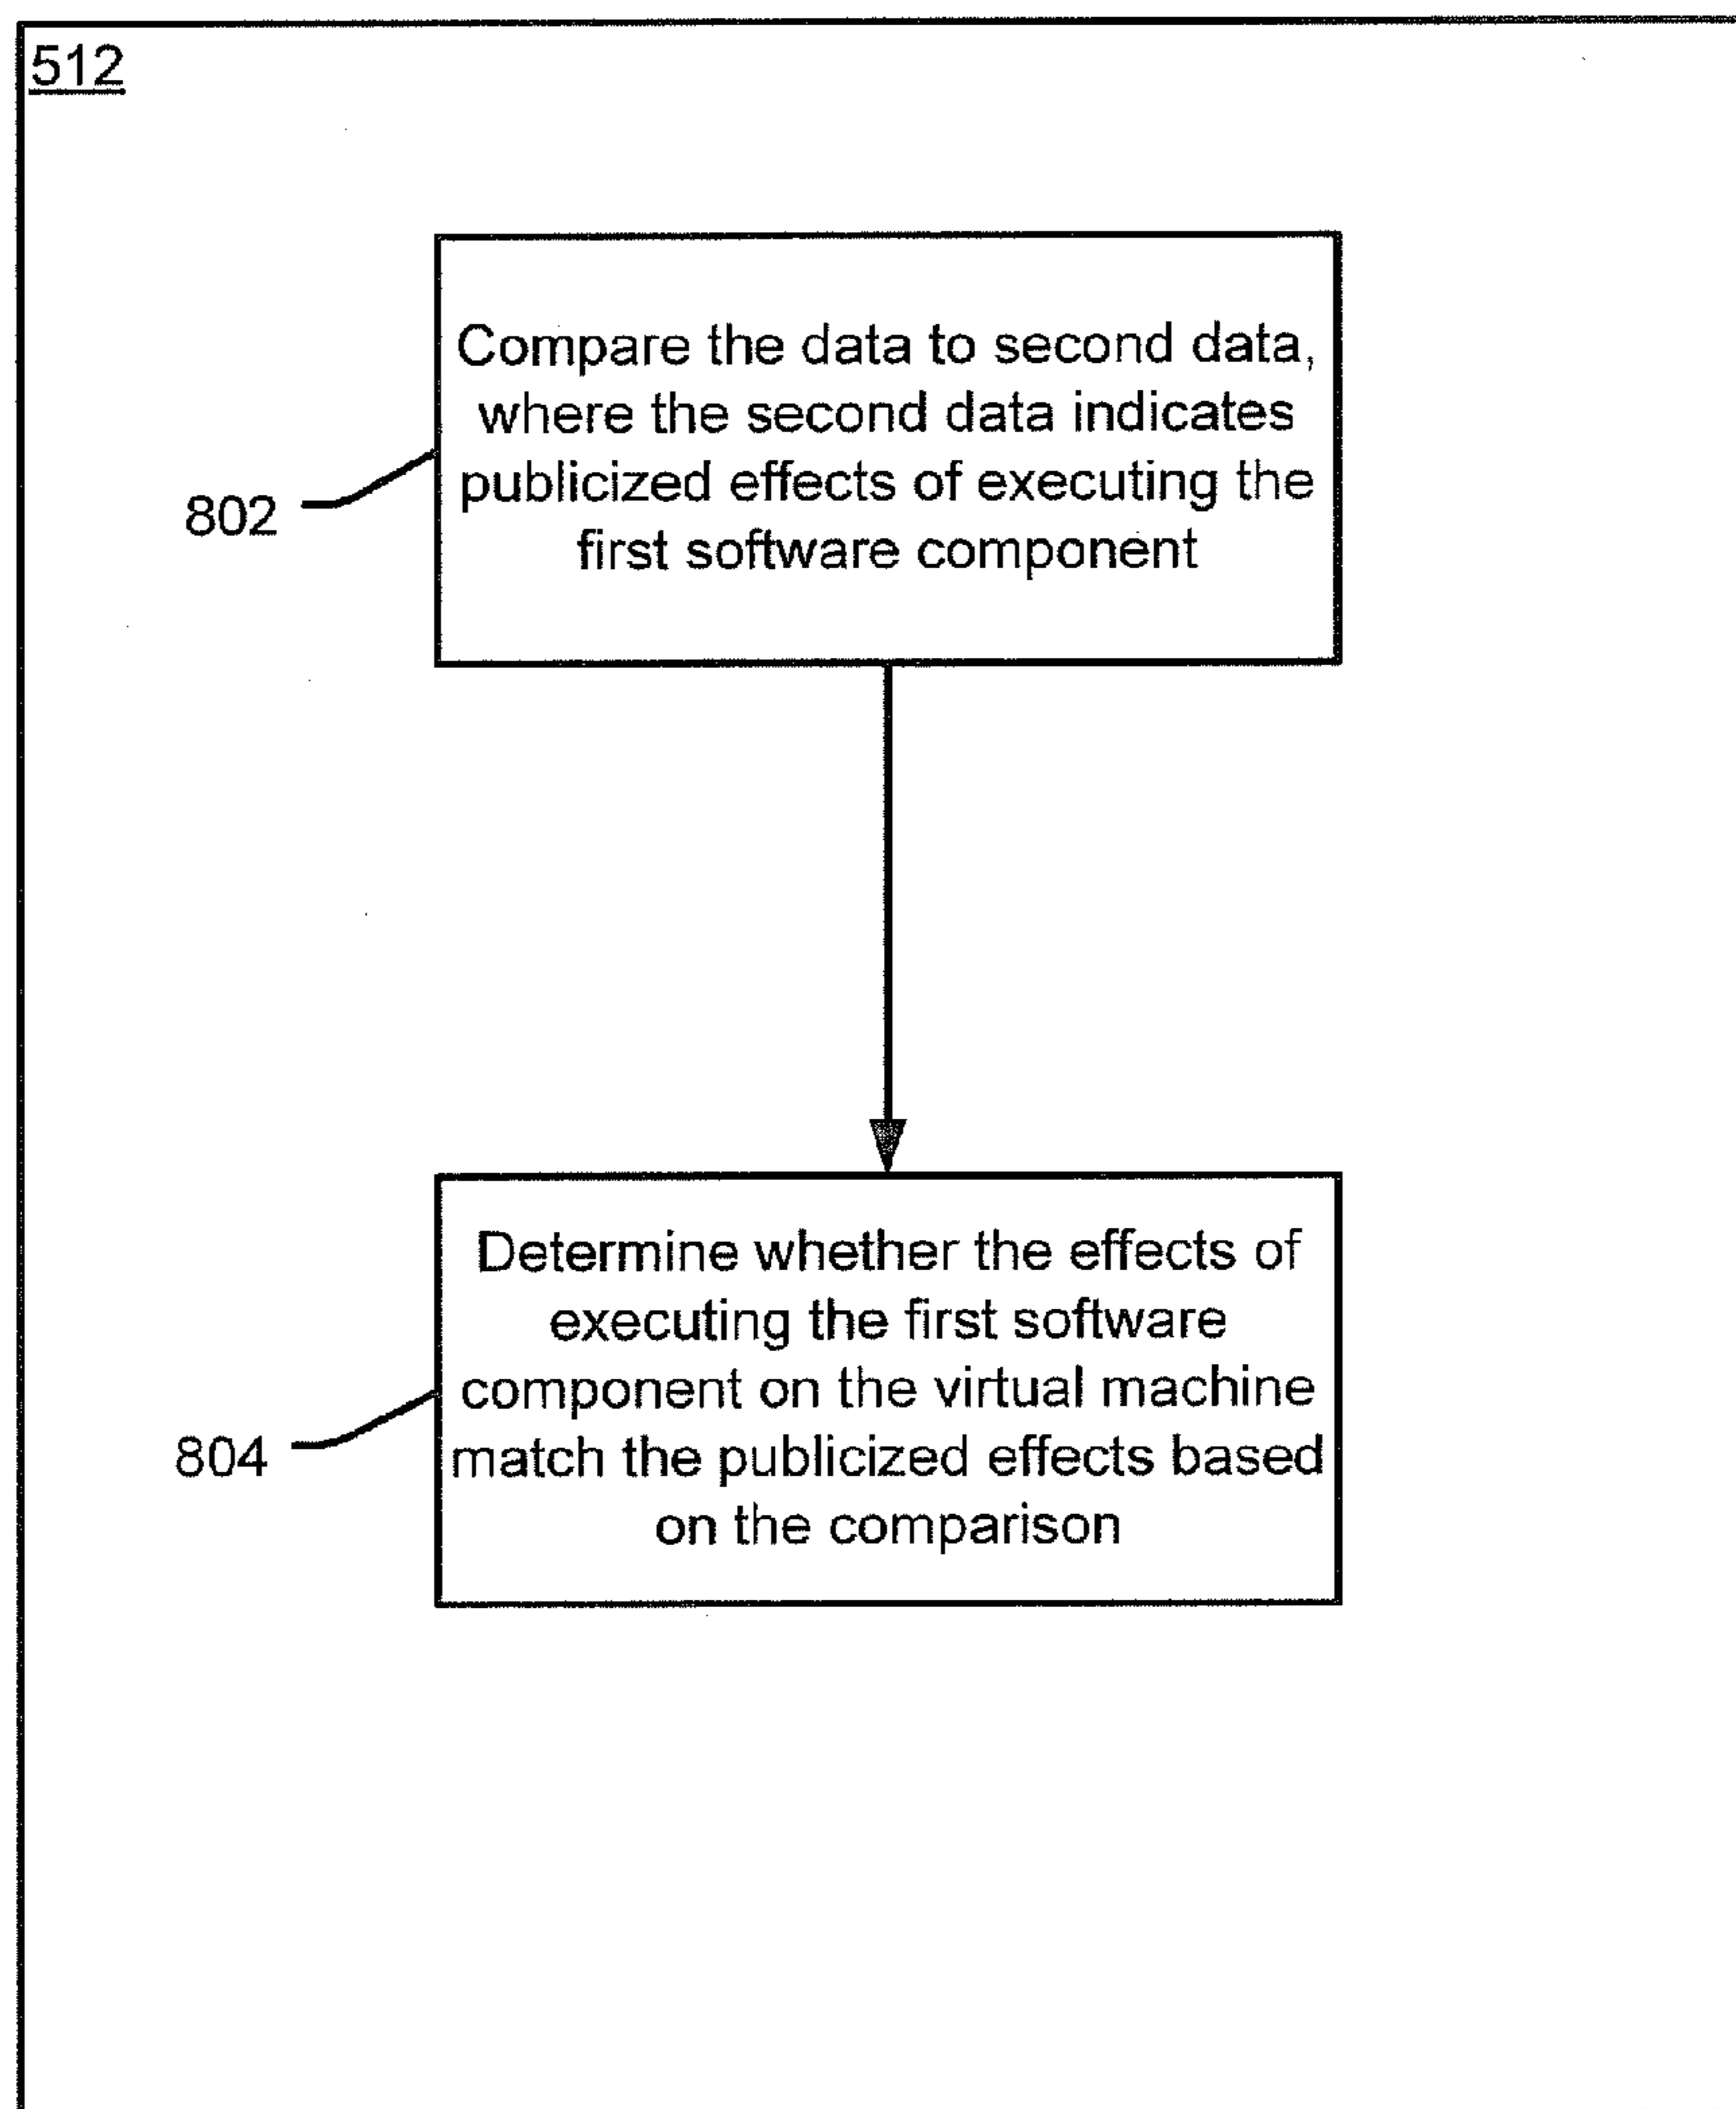 512
Compare the data to second data,
where the second data indicates
publicized effects of executing the
first software component
802
Determine whether the effects of
executing the first software
component on the virtual machine
match the publicized effects based
on the comparison
804